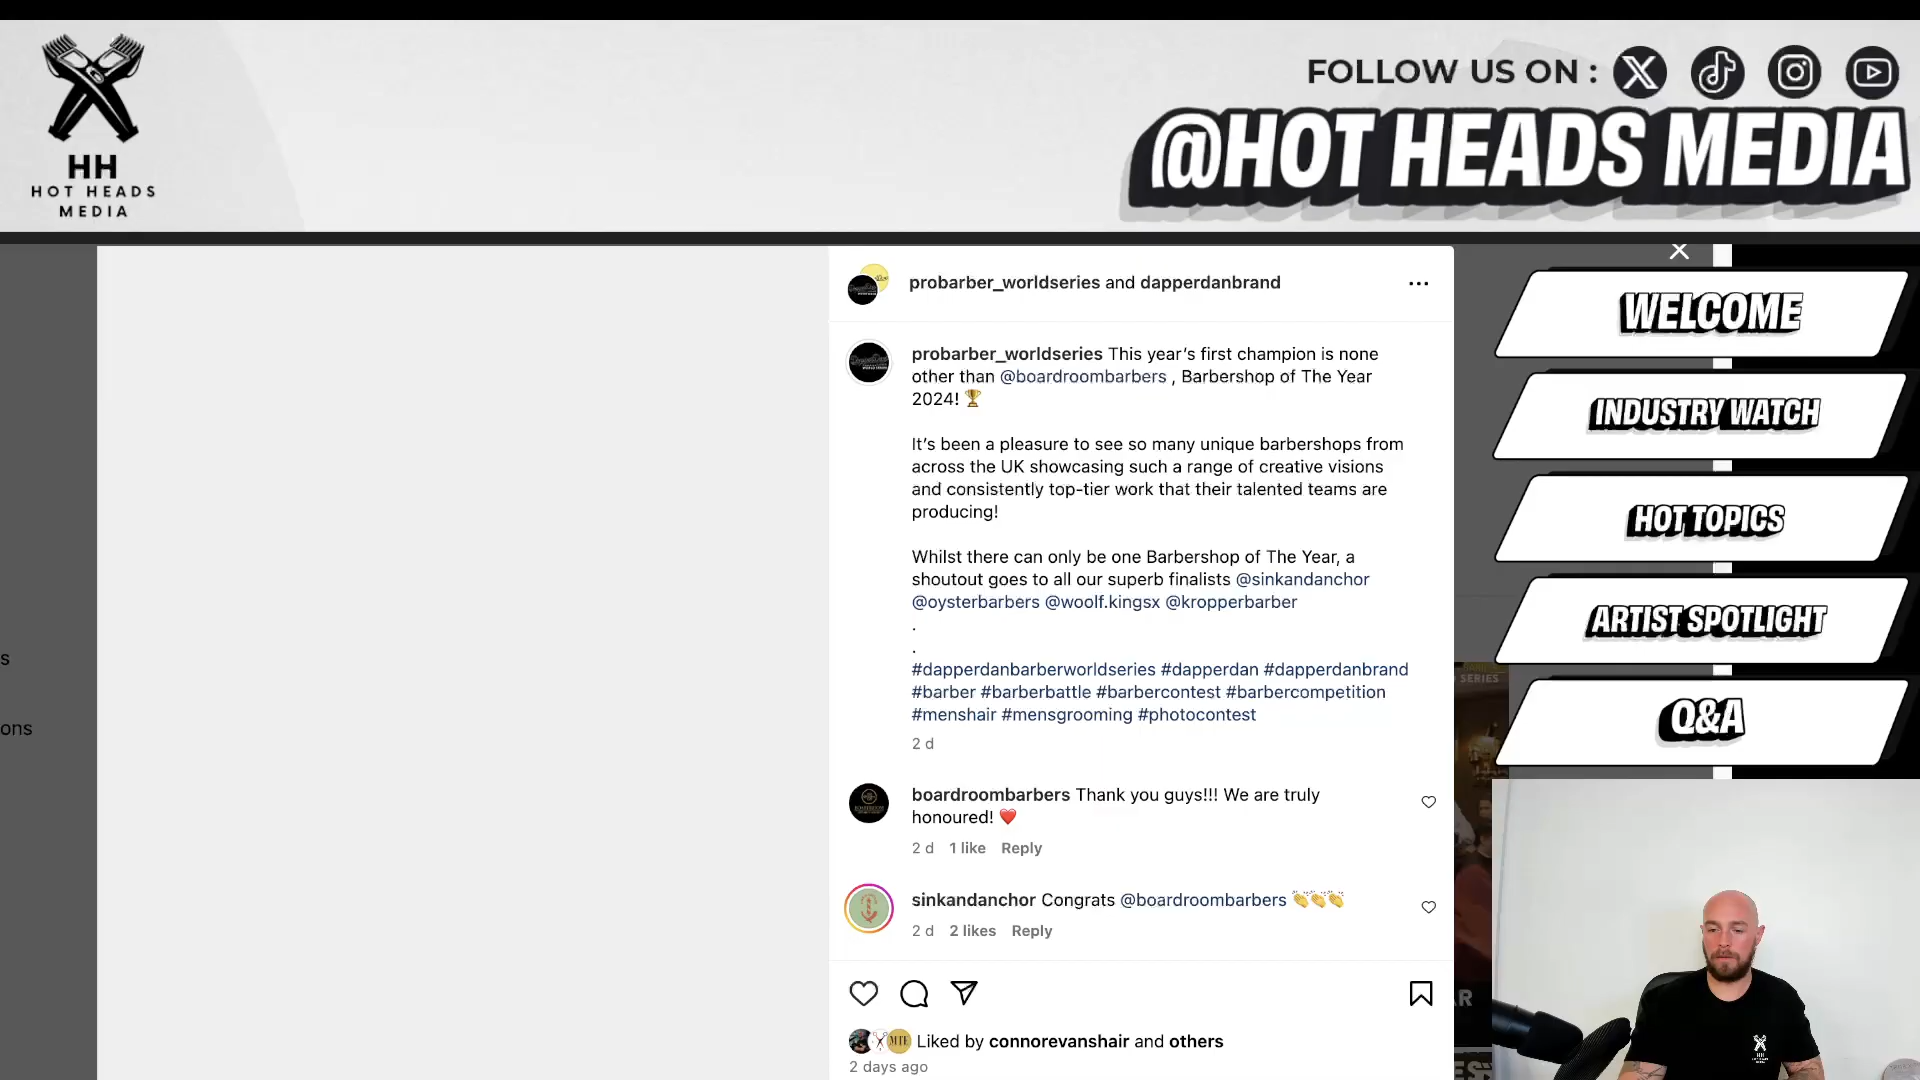 HH
HOT HEADS
MEDIA
FOLLOW US ON :
@HOT HEADS MEDIA
WELCOME
INDUSTRY WATCH
HOT TOPICS
ARTIST SPOTLIGHT
Q&A
s
ons
probarber_worldseries and dapperdanbrand
probarber_worldseries This year's first champion is none
other than @boardroombarbers , Barbershop of The Year
2024! 🏆
It's been a pleasure to see so many unique barbershops from
across the UK showcasing such a range of creative visions
and consistently top-tier work that their talented teams are
producing!
Whilst there can only be one Barbershop of The Year, a
shoutout goes to all our superb finalists @sinkandanchor
@oysterbarbers @woolf.kingsx @kropperbarber
.
.
#dapperdanbarberworldseries #dapperdan #dapperdanbrand
#barber #barberbattle #barbercontest #barbercompetition
#menshair #mensgrooming #photocontest
2 d
boardroombarbers Thank you guys!!! We are truly
honoured! ❤️
2 d 1 like Reply
sinkandanchor Congrats @boardroombarbers 👏👏👏
2 d 2 likes Reply
MTE
Liked by connorevanshair and others
2 days ago
SERIES
AR
ES
HH